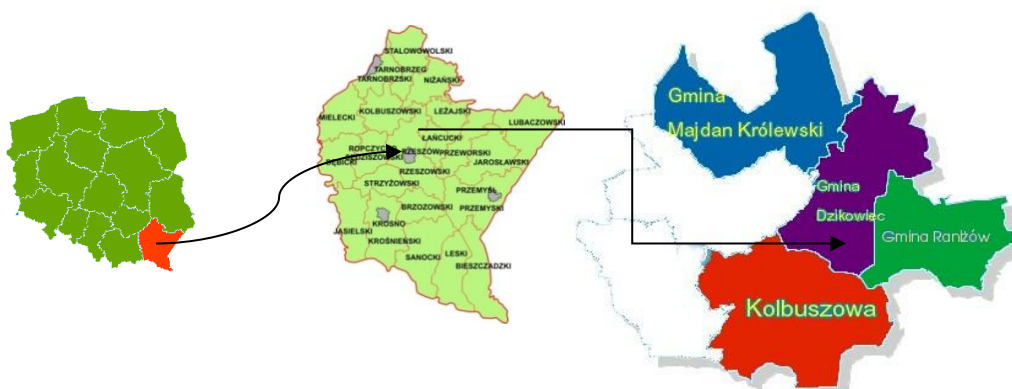 STALOWOWOLSKI
TARNOBRZEG
TARNOBRZSKI
NIŻAŃSKI
KOLBUSZOWSKI
LEŻAJSKI
MIELECKI
LUBACZOWSKI
ŁAŃCUCKI
RZESZÓW
PRZEWORSKI
JAROSŁAWSKI
RZESZOWSKI
STRZYŻOWSKI
PRZEMYŚL
BRZOZOWSKI
PRZEMYSKI
KROSNO
JASIELSKI
KROŚNIEŃSKI
LESKI
SANOCKI
BIESZCZADZKI
Gmina
Majdan Królewski
Gmina
Dzikowiec
Gmina Raniżów
Kolbuszowa